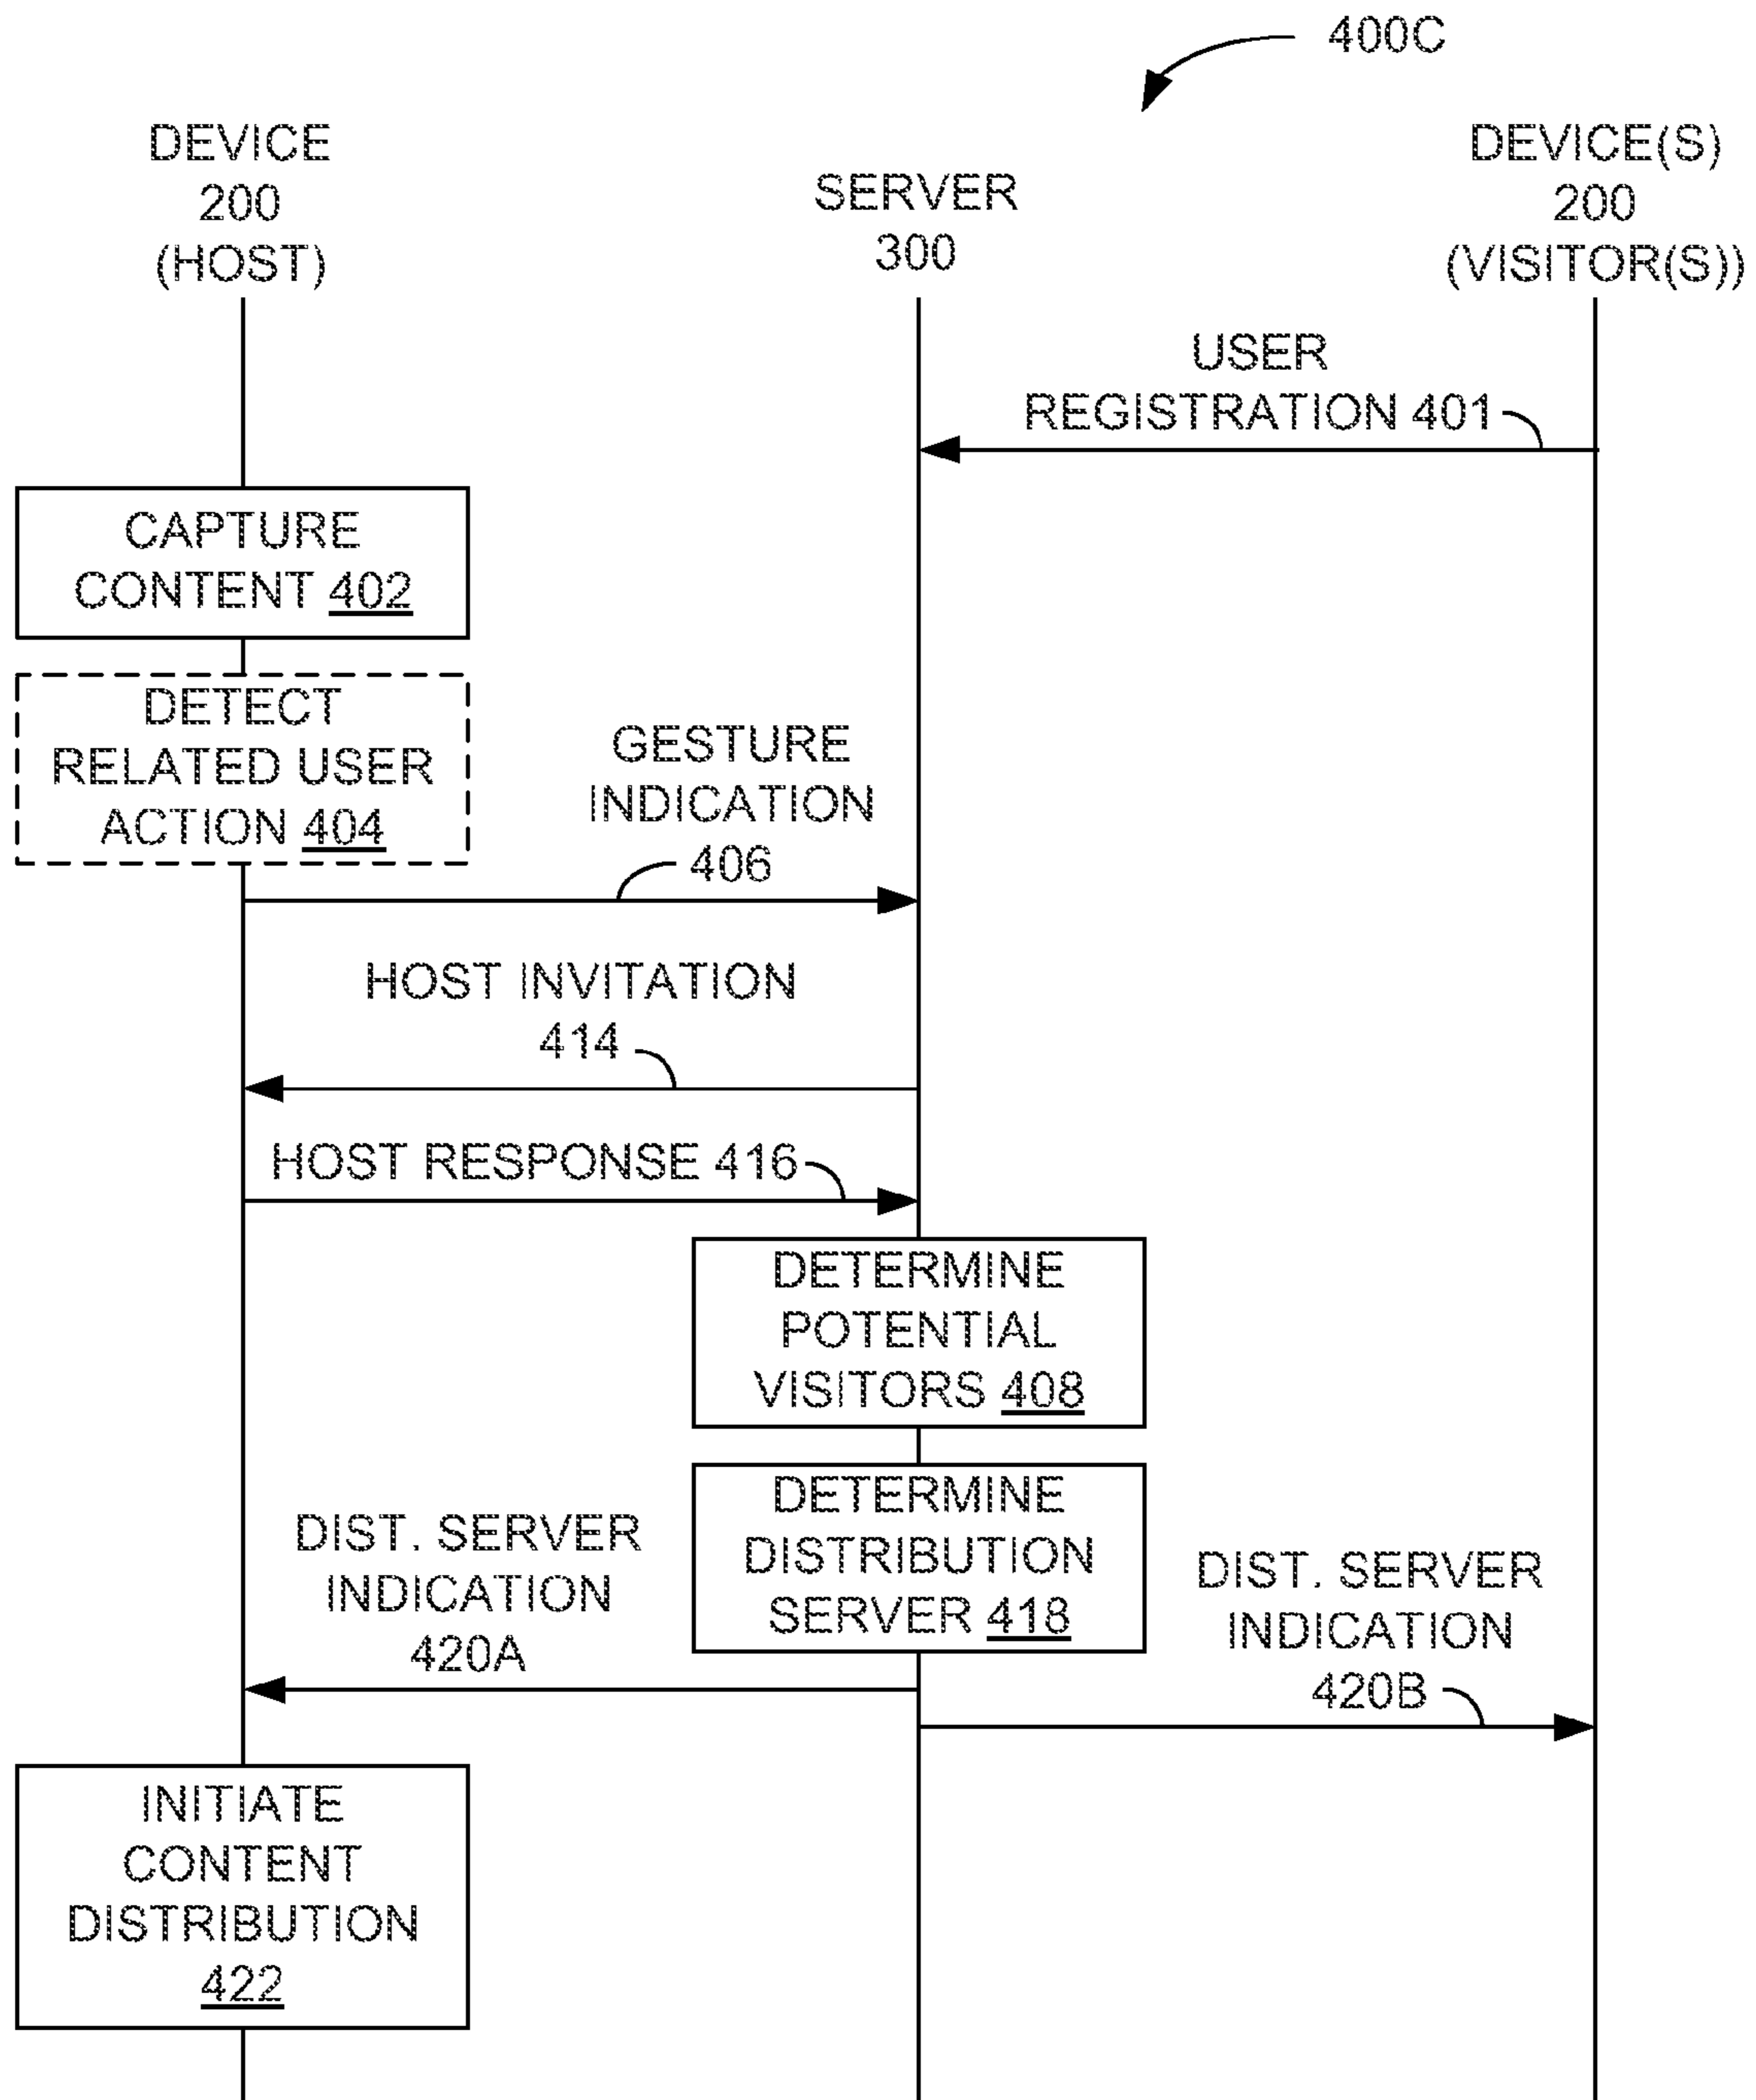 400C
DEVICE
200
(HOST)
SERVER
300
DEVICE(S)
200
(VISITOR(S))
USER
REGISTRATION 401
CAPTURE
CONTENT 402
DETECT
RELATED USER
ACTION 404
GESTURE
INDICATION
406
HOST INVITATION
414
HOST RESPONSE 416
DETERMINE
POTENTIAL
VISITORS 408
DETERMINE
DISTRIBUTION
SERVER 418
DIST. SERVER
INDICATION
420A
DIST. SERVER
INDICATION
420B
INITIATE
CONTENT
DISTRIBUTION
422